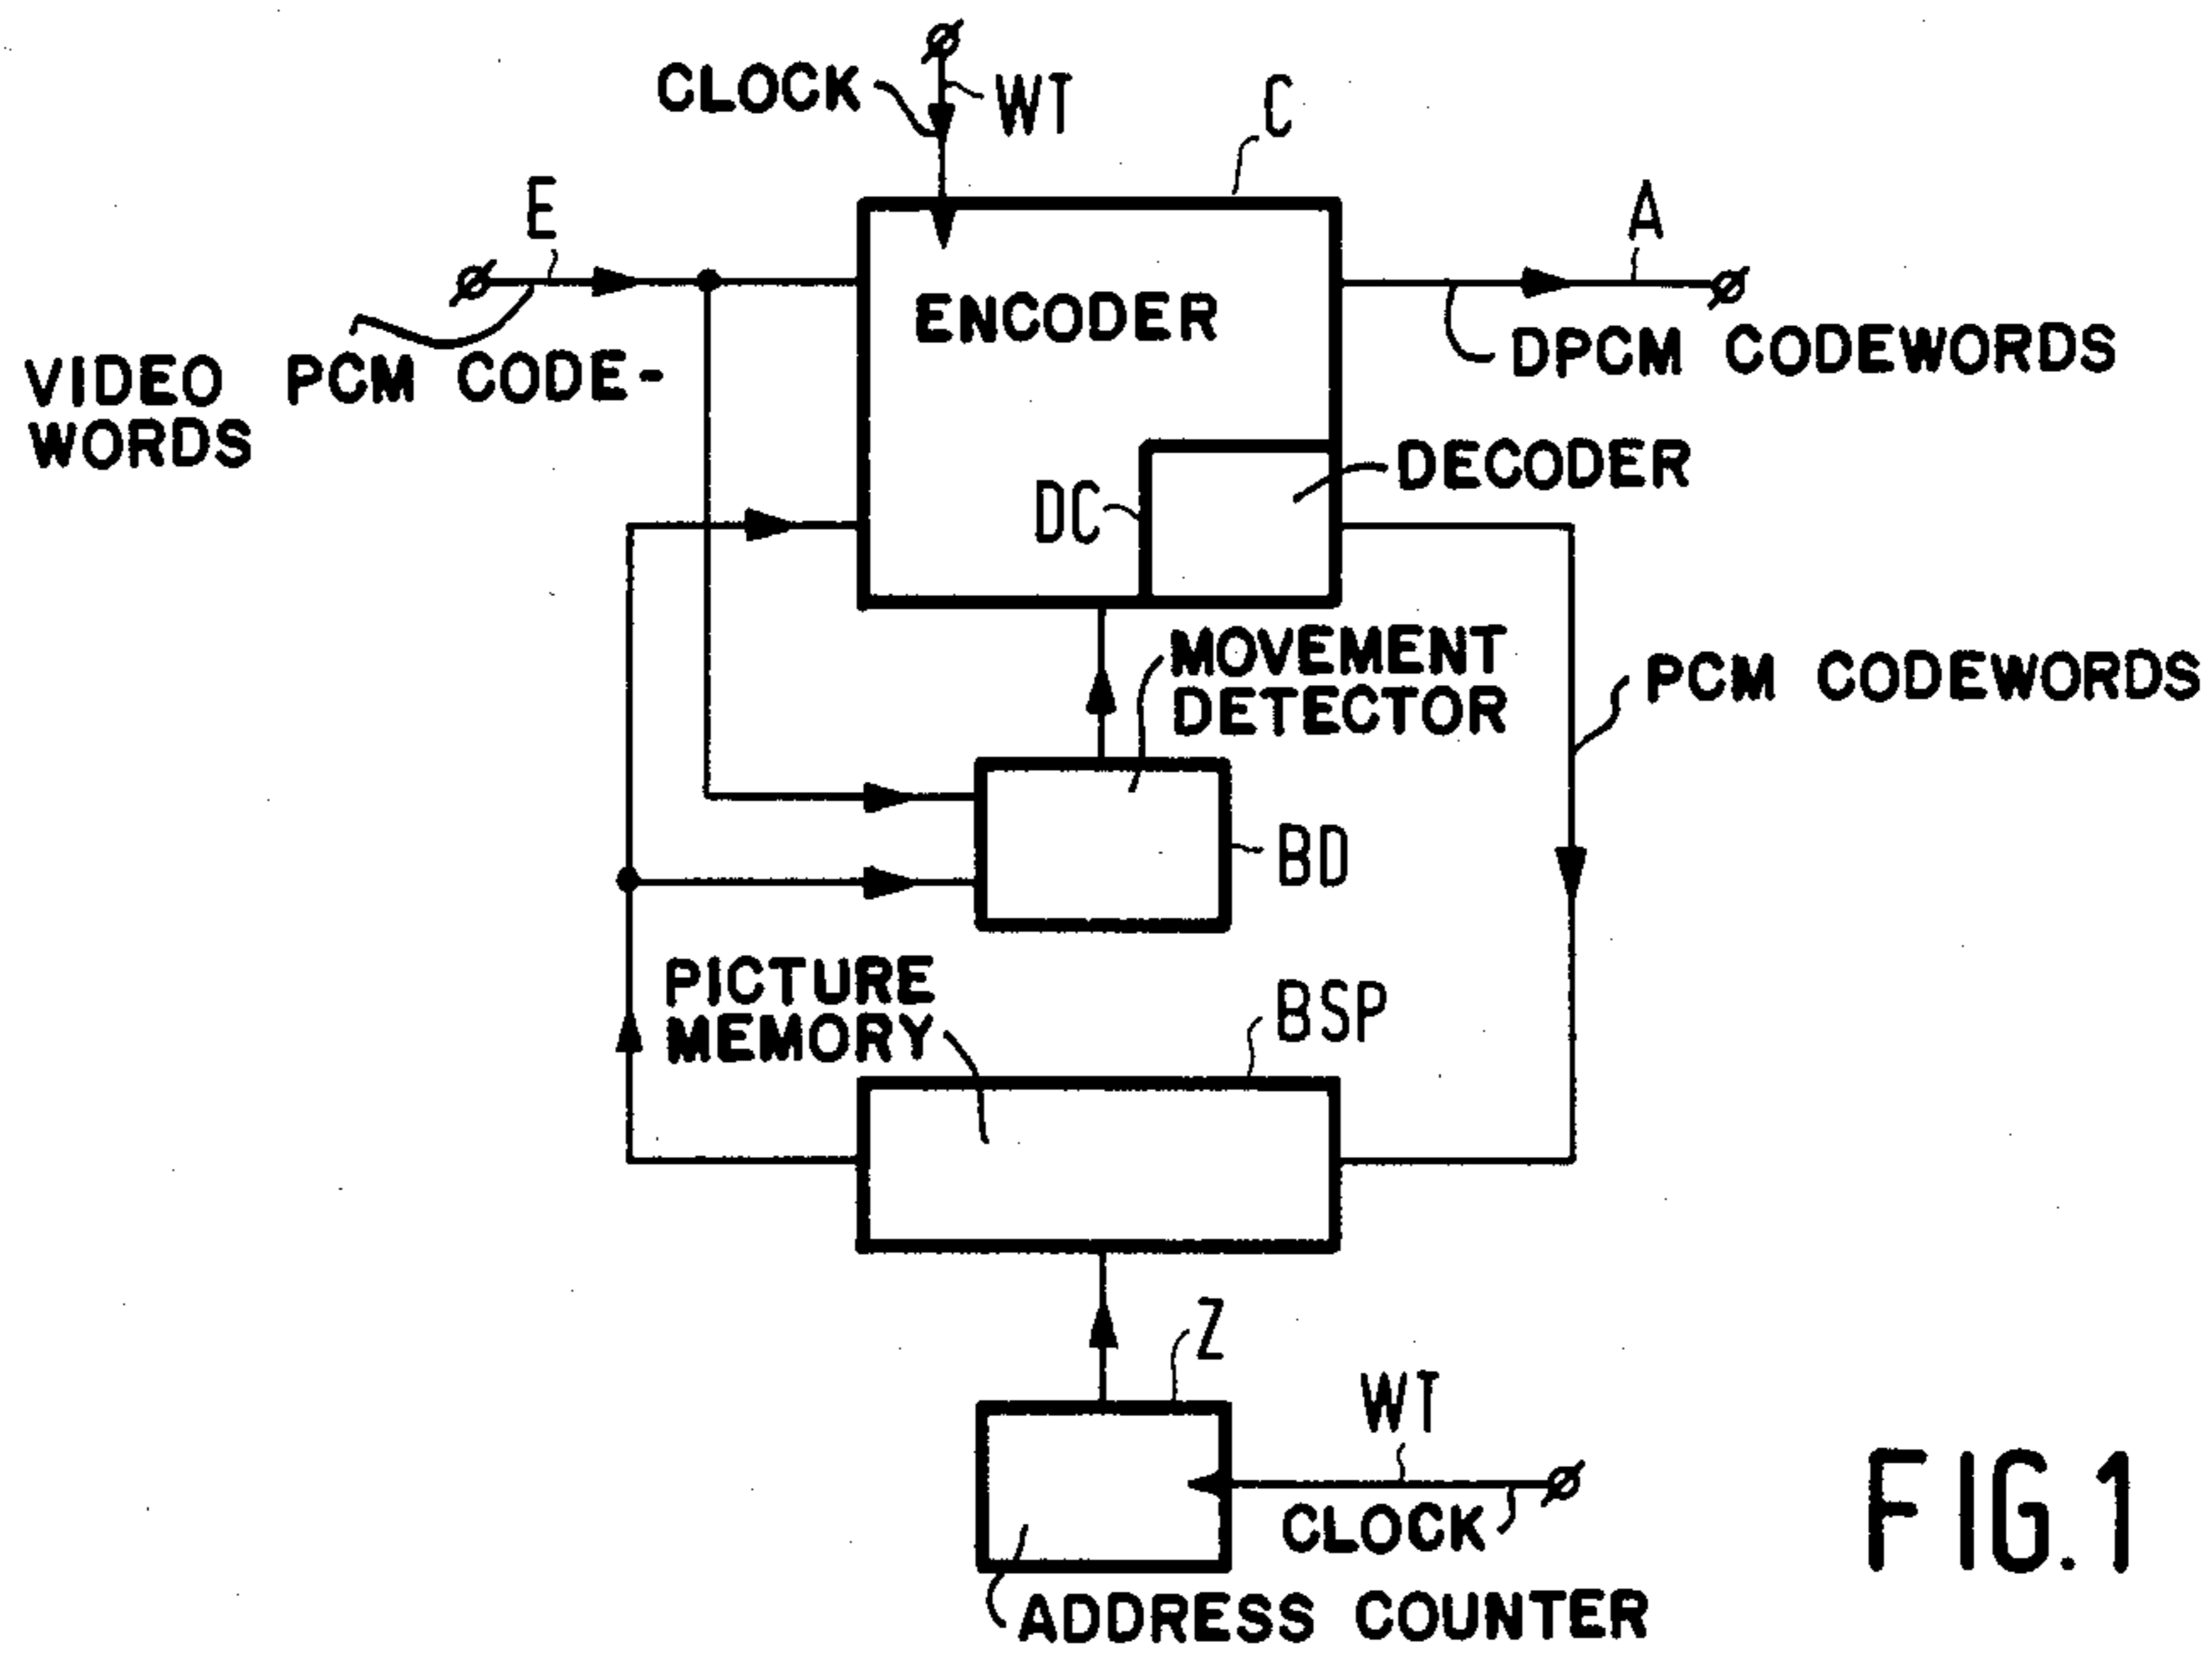 CLOCK
WT
C
E
A
ENCODER
VIDEO PCM CODE-
WORDS
DPCM CODEWORDS
DECODER
DC
MOVEMENT
DETECTOR
PCM CODEWORDS
BD
PICTURE
MEMORY
BSP
Z
WT
CLOCK
ADDRESS COUNTER
FIG.1